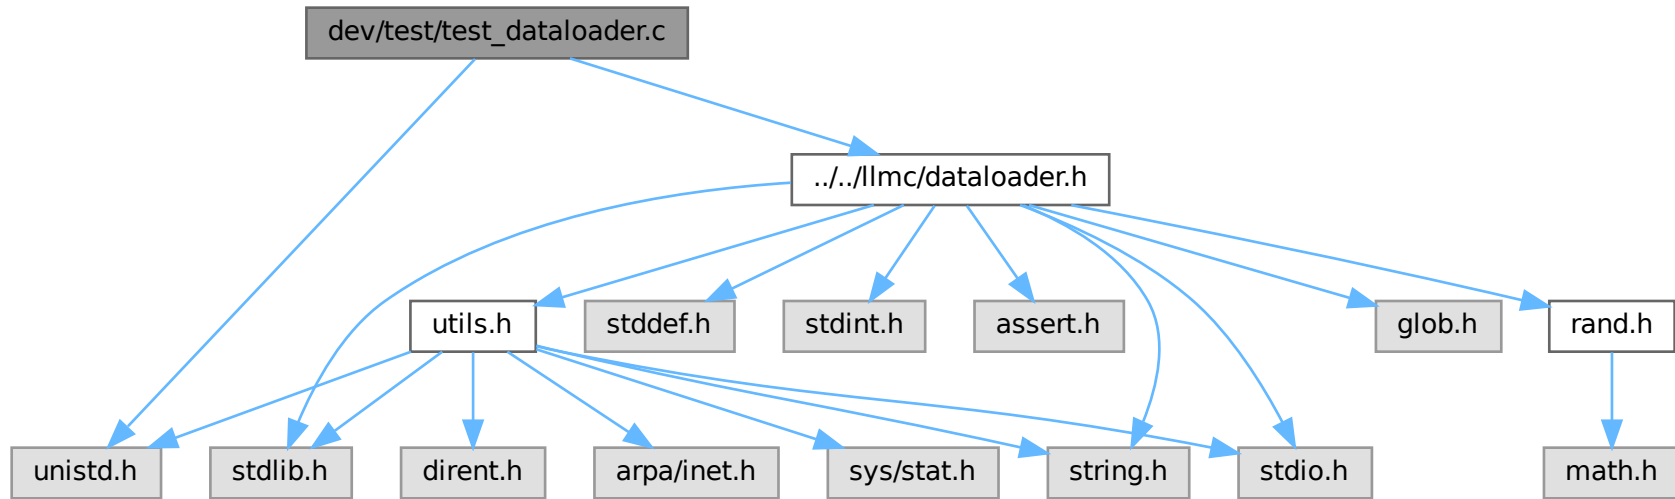 dev/test/test_dataloader.c
../../llmc/dataloader.h
utils.h
stddef.h
stdint.h
assert.h
glob.h
rand.h
unistd.h
stdlib.h
dirent.h
arpa/inet.h
sys/stat.h
string.h
stdio.h
math.h